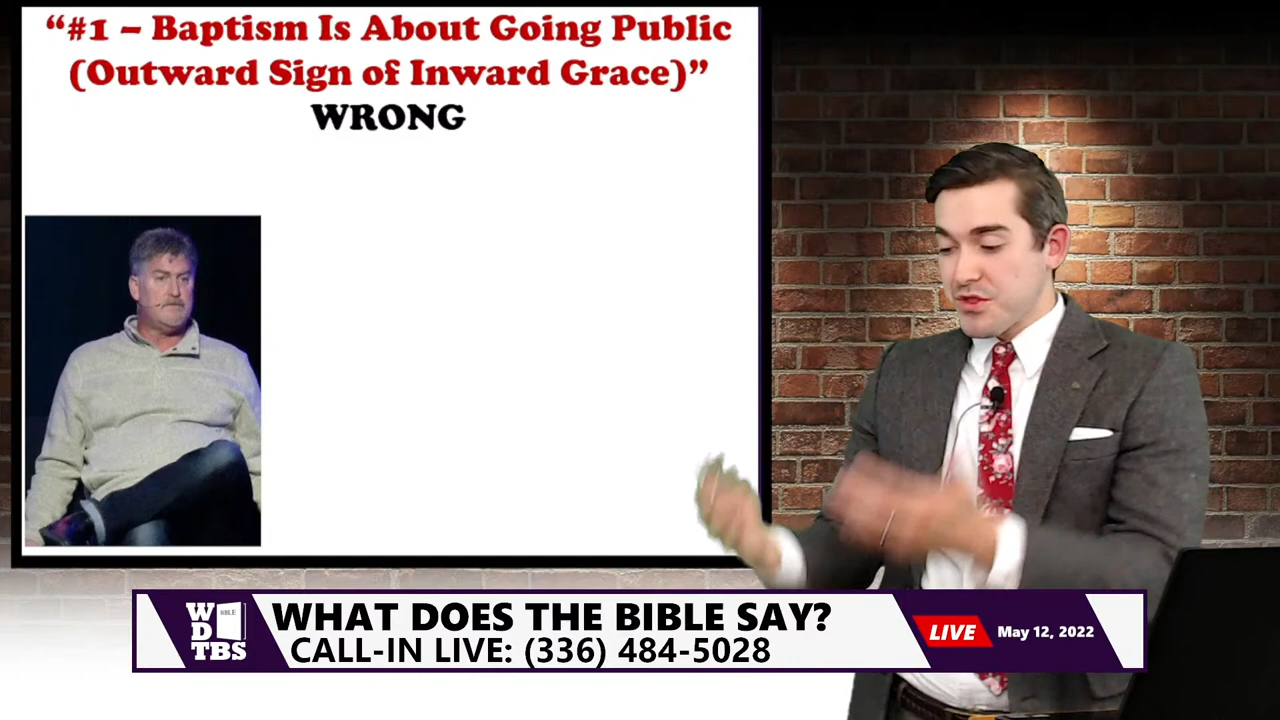 “#1 – Baptism Is About Going Public
(Outward Sign of Inward Grace)”
WRONG
WD
TBS
BIBLE
WHAT DOES THE BIBLE SAY?
CALL-IN LIVE: (336) 484-5028
LIVE
May 12, 2022